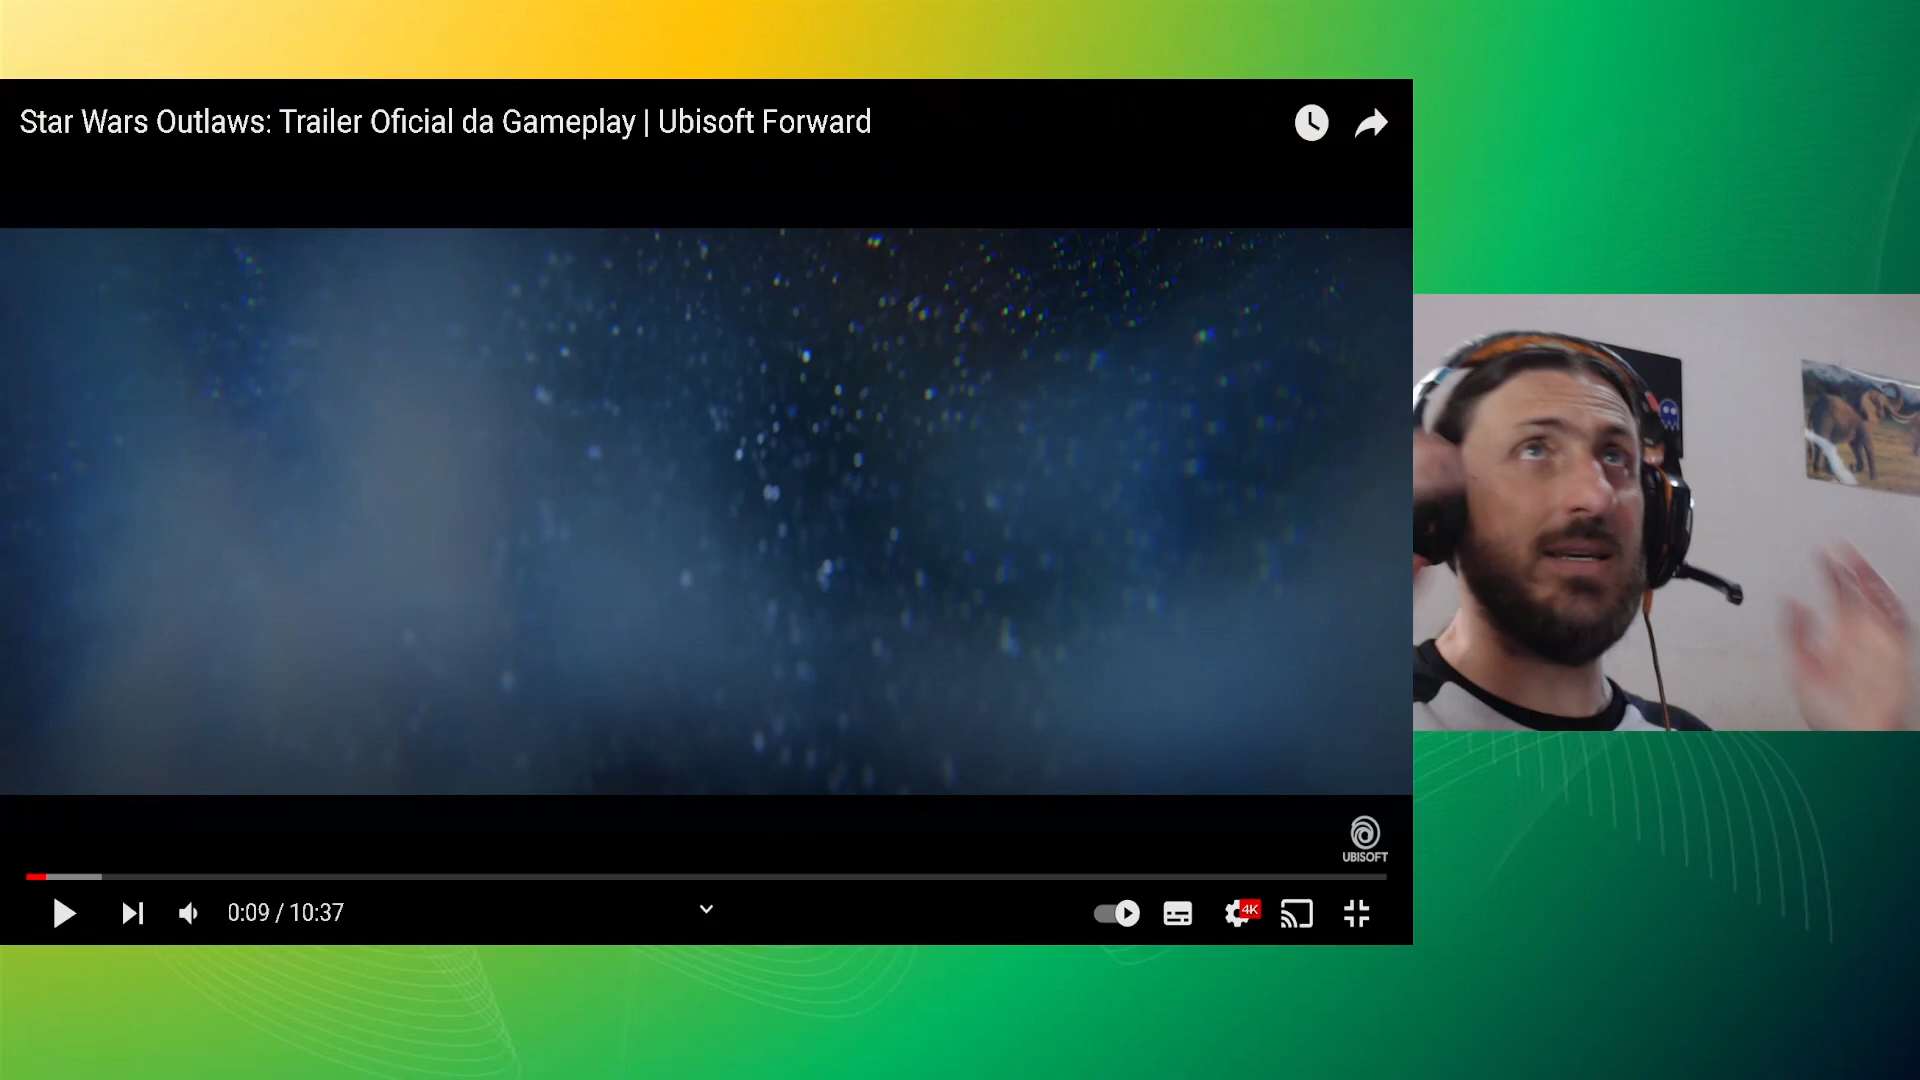 Star Wars Outlaws: Trailer Oficial da Gameplay | Ubisoft Forward
UBISOFT
0:09 / 10:37
4K